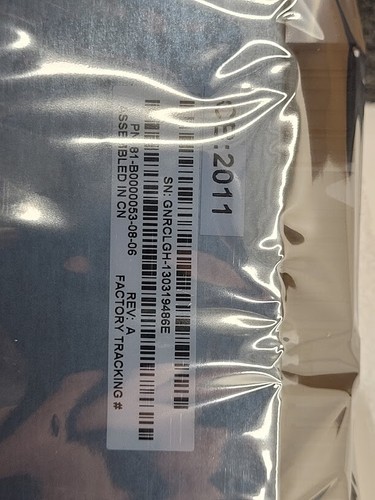 :2011
SN: GNRCLGH-130319486E
PN: 81-B0000053-08-06
REV: A
ASSEMBLED IN CN
FACTORY TRACKING #